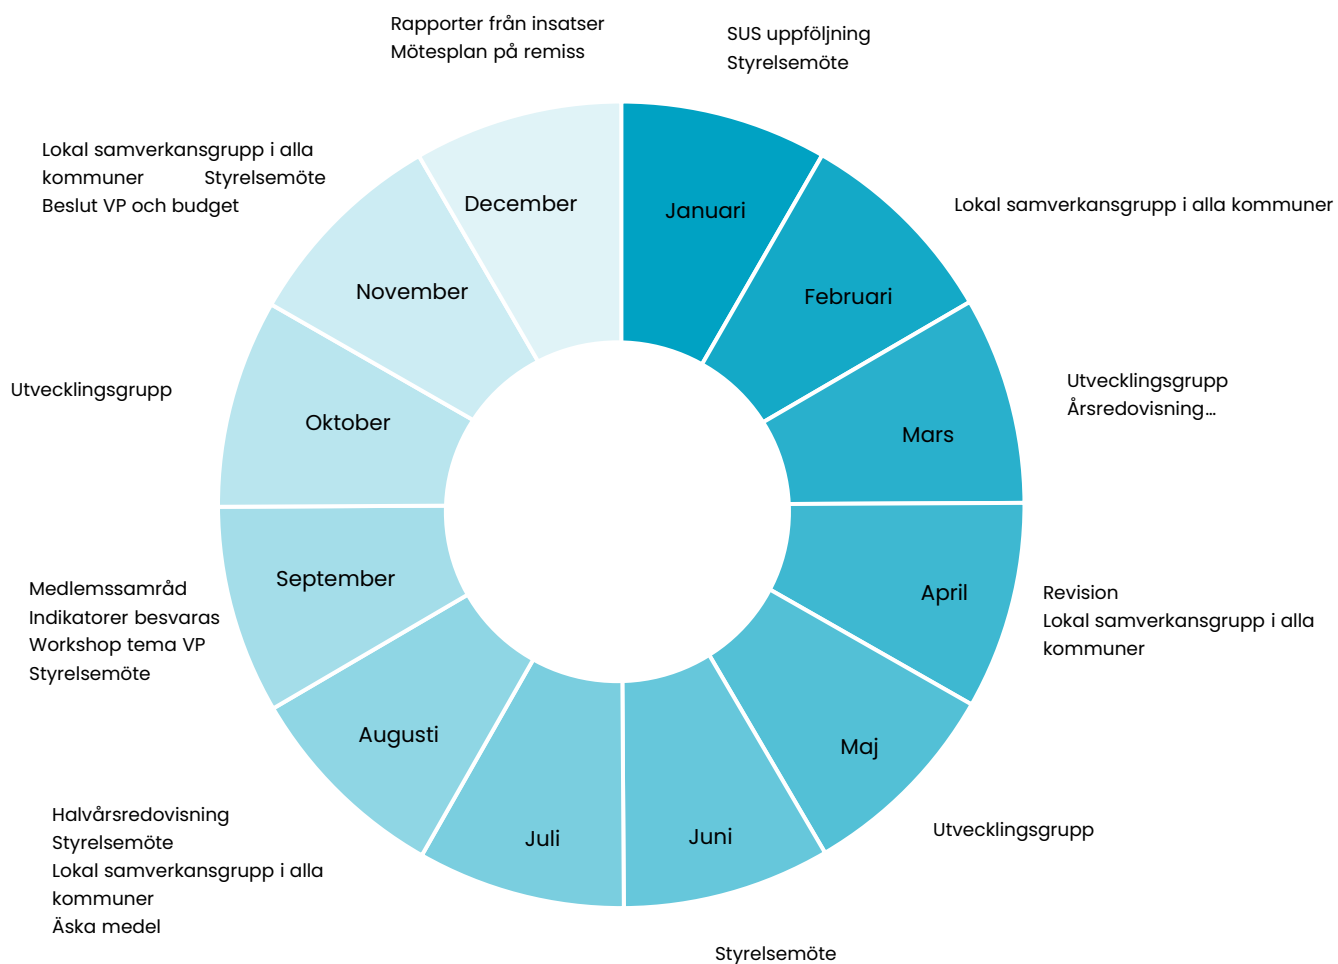 Rapporter från insatser
Mötesplan på remiss
SUS uppföljning
Styrelsemöte
Lokal samverkansgrupp i alla
kommuner Styrelsemöte
Beslut VP och budget
December
Januari
Lokal samverkansgrupp i alla kommuner
November
Februari
Utvecklingsgrupp
Utvecklingsgrupp
Årsredovisning...
Oktober
Mars
September
April
Medlemssamråd
Indikatorer besvaras
Workshop tema VP
Styrelsemöte
Revision
Lokal samverkansgrupp i alla
kommuner
Augusti
Maj
Juli
Juni
Halvårsredovisning
Styrelsemöte
Lokal samverkansgrupp i alla
kommuner
Äska medel
Utvecklingsgrupp
Styrelsemöte